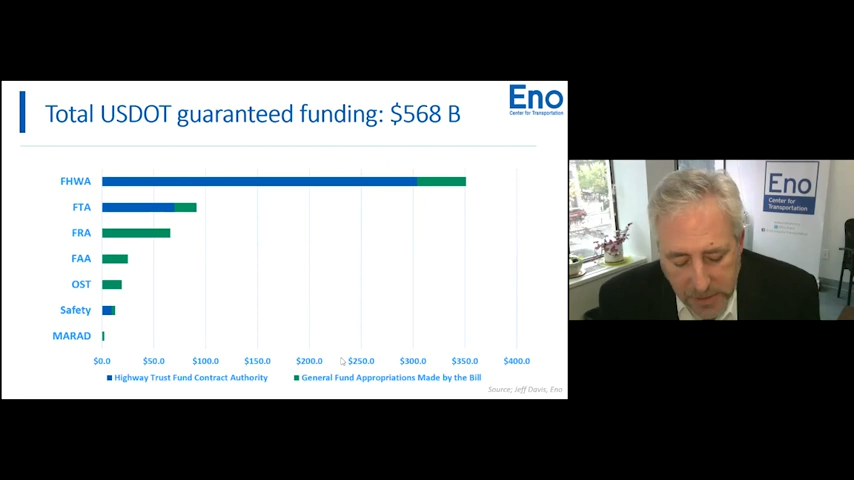 Total USDOT guaranteed funding: $568 B
Eno
Center for Transportation
FHWA
FTA
FRA
FAA
OST
Safety
MARAD
$0.0 $50.0 $100.0 $150.0 $200.0 $250.0 $300.0 $350.0 $400.0
Highway Trust Fund Contract Authority General Fund Appropriations Made by the Bill
Source; Jeff Davis, Eno
Eno
Center for
Transportation